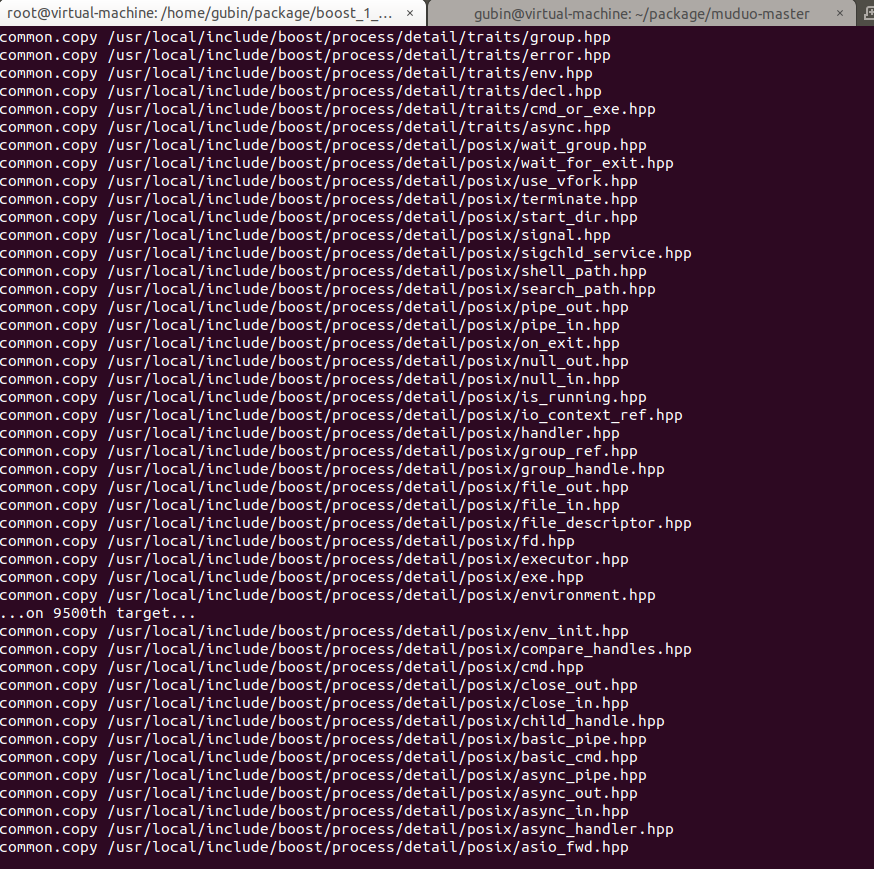 root@virtual-machine: /home/gubin/package/boost_1_... ×
gubin@virtual-machine: ~/package/muduo-master ×
common.copy /usr/local/include/boost/process/detail/traits/group.hpp
common.copy /usr/local/include/boost/process/detail/traits/error.hpp
common.copy /usr/local/include/boost/process/detail/traits/env.hpp
common.copy /usr/local/include/boost/process/detail/traits/decl.hpp
common.copy /usr/local/include/boost/process/detail/traits/cmd_or_exe.hpp
common.copy /usr/local/include/boost/process/detail/traits/async.hpp
common.copy /usr/local/include/boost/process/detail/posix/wait_group.hpp
common.copy /usr/local/include/boost/process/detail/posix/wait_for_exit.hpp
common.copy /usr/local/include/boost/process/detail/posix/use_vfork.hpp
common.copy /usr/local/include/boost/process/detail/posix/terminate.hpp
common.copy /usr/local/include/boost/process/detail/posix/start_dir.hpp
common.copy /usr/local/include/boost/process/detail/posix/signal.hpp
common.copy /usr/local/include/boost/process/detail/posix/sigchld_service.hpp
common.copy /usr/local/include/boost/process/detail/posix/shell_path.hpp
common.copy /usr/local/include/boost/process/detail/posix/search_path.hpp
common.copy /usr/local/include/boost/process/detail/posix/pipe_out.hpp
common.copy /usr/local/include/boost/process/detail/posix/pipe_in.hpp
common.copy /usr/local/include/boost/process/detail/posix/on_exit.hpp
common.copy /usr/local/include/boost/process/detail/posix/null_out.hpp
common.copy /usr/local/include/boost/process/detail/posix/null_in.hpp
common.copy /usr/local/include/boost/process/detail/posix/is_running.hpp
common.copy /usr/local/include/boost/process/detail/posix/io_context_ref.hpp
common.copy /usr/local/include/boost/process/detail/posix/handler.hpp
common.copy /usr/local/include/boost/process/detail/posix/group_ref.hpp
common.copy /usr/local/include/boost/process/detail/posix/group_handle.hpp
common.copy /usr/local/include/boost/process/detail/posix/file_out.hpp
common.copy /usr/local/include/boost/process/detail/posix/file_in.hpp
common.copy /usr/local/include/boost/process/detail/posix/file_descriptor.hpp
common.copy /usr/local/include/boost/process/detail/posix/fd.hpp
common.copy /usr/local/include/boost/process/detail/posix/executor.hpp
common.copy /usr/local/include/boost/process/detail/posix/exe.hpp
common.copy /usr/local/include/boost/process/detail/posix/environment.hpp
...on 9500th target...
common.copy /usr/local/include/boost/process/detail/posix/env_init.hpp
common.copy /usr/local/include/boost/process/detail/posix/compare_handles.hpp
common.copy /usr/local/include/boost/process/detail/posix/cmd.hpp
common.copy /usr/local/include/boost/process/detail/posix/close_out.hpp
common.copy /usr/local/include/boost/process/detail/posix/close_in.hpp
common.copy /usr/local/include/boost/process/detail/posix/child_handle.hpp
common.copy /usr/local/include/boost/process/detail/posix/basic_pipe.hpp
common.copy /usr/local/include/boost/process/detail/posix/basic_cmd.hpp
common.copy /usr/local/include/boost/process/detail/posix/async_pipe.hpp
common.copy /usr/local/include/boost/process/detail/posix/async_out.hpp
common.copy /usr/local/include/boost/process/detail/posix/async_in.hpp
common.copy /usr/local/include/boost/process/detail/posix/async_handler.hpp
common.copy /usr/local/include/boost/process/detail/posix/asio_fwd.hpp